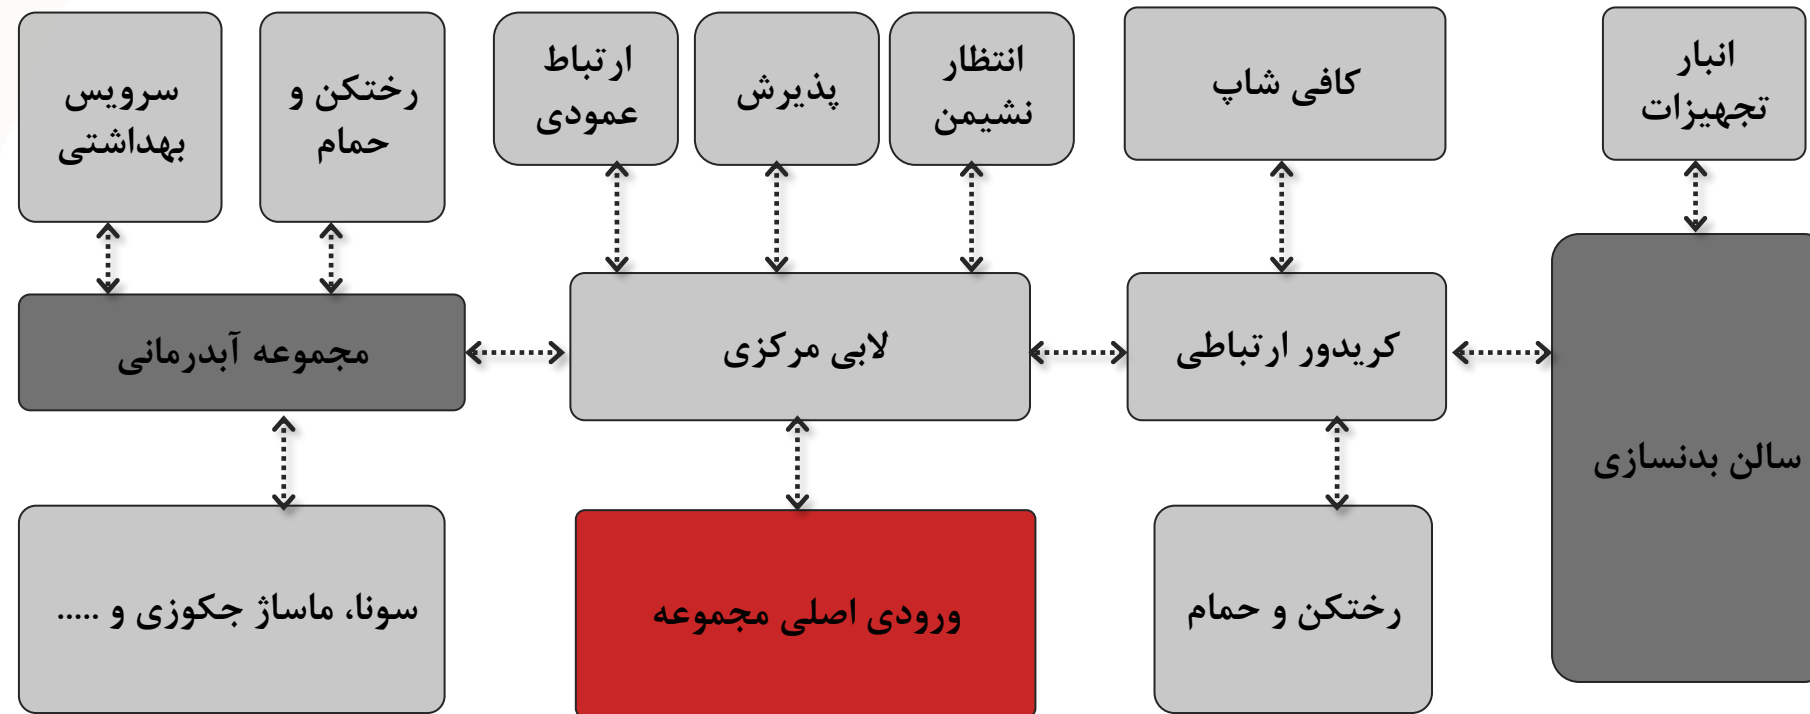 انبار
تجهیزات
کافی شاپ
انتظار
نشیمن
پذیرش
ارتباط
عمودی
رختکن و
حمام
سرویس
بهداشتی
سالن بدنسازی
کریدور ارتباطی
لابی مرکزی
مجموعه آبدرمانی
رختکن و حمام
ورودی اصلی مجموعه
سونا، ماساژ جکوزی و .....